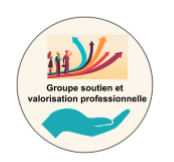 Groupe soutien et
valorisation professionnelle